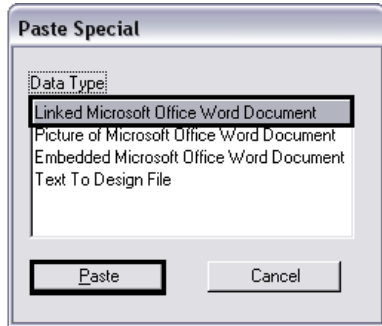 Paste Special
Data Type
Linked Microsoft Office Word Document
Picture of Microsoft Office Word Document
Embedded Microsoft Office Word Document
Text To Design File
Paste Cancel